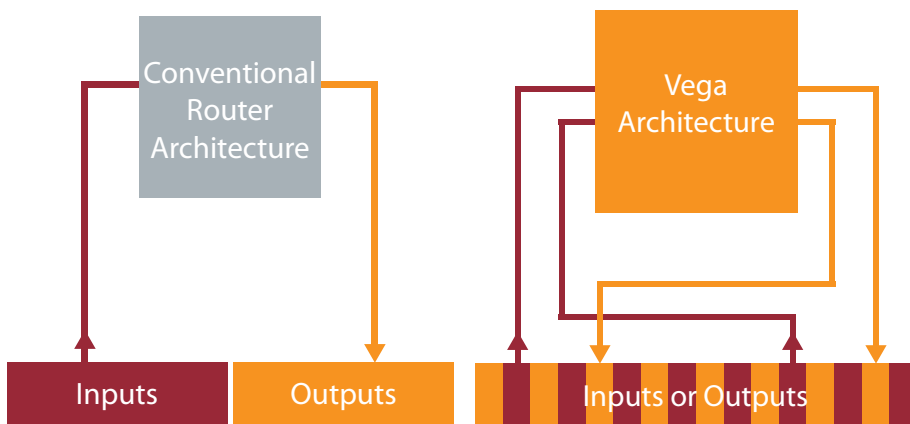 Conventional
Router
Architecture
Inputs
Outputs
Vega
Architecture
Inputs or Outputs